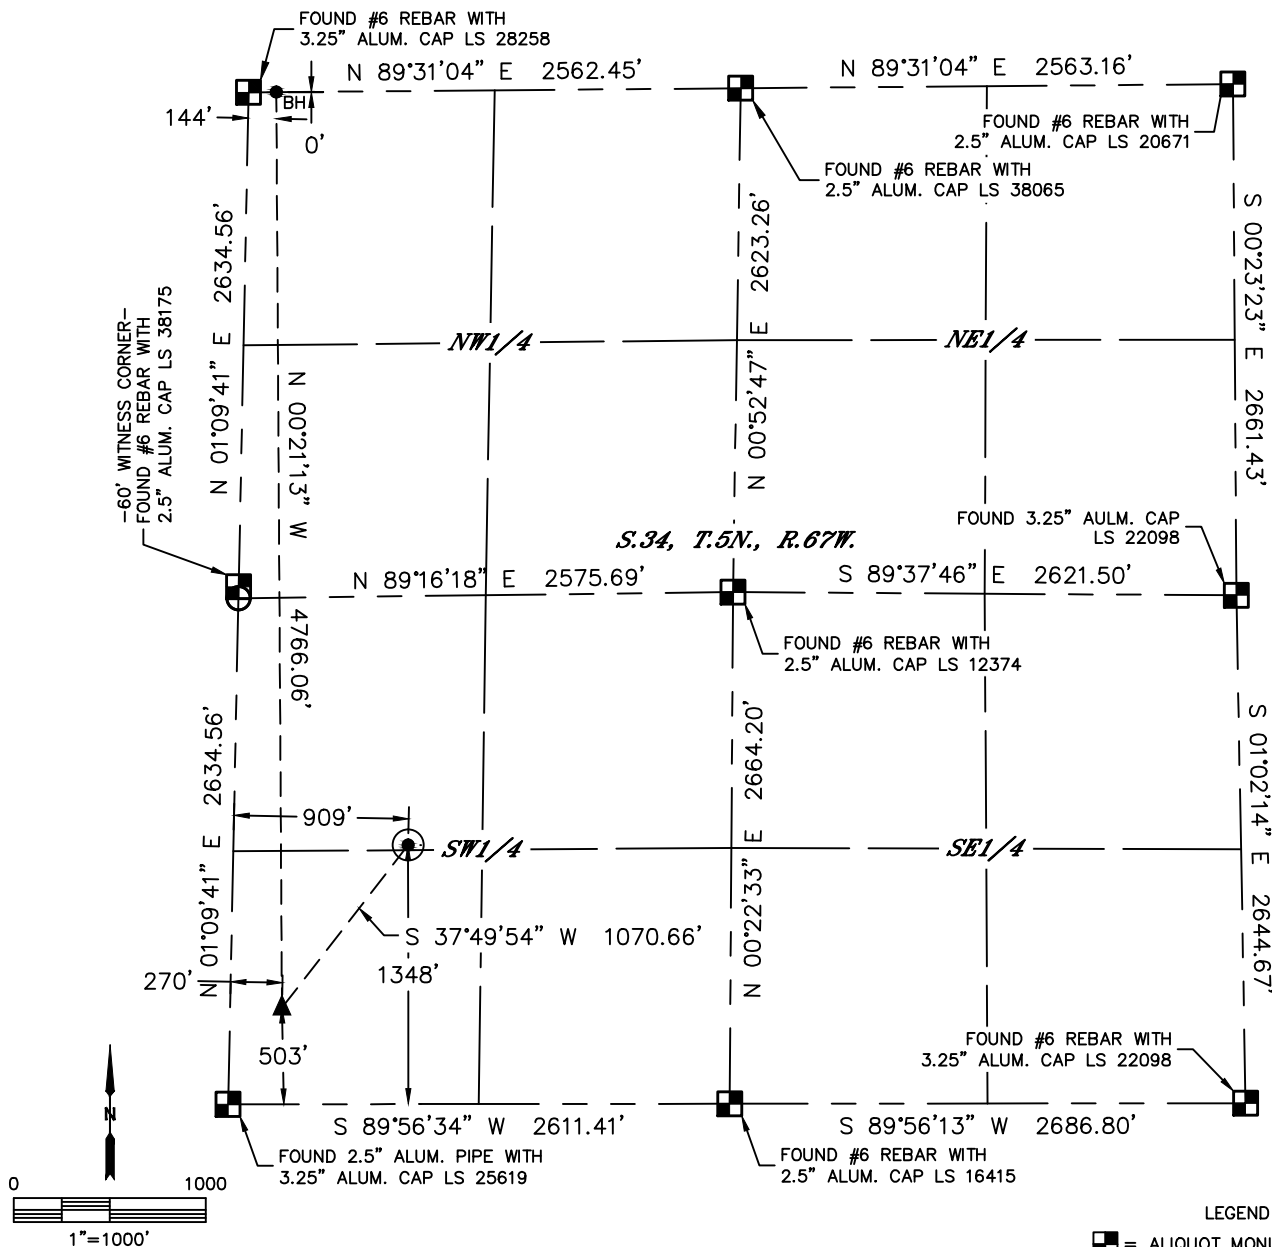 FOUND #6 REBAR WITH
3.25" ALUM. CAP LS 28258
N 89°31'04" E 2562.45'
N 89°31'04" E 2563.16'
BH
144'
0'
FOUND #6 REBAR WITH
2.5" ALUM. CAP LS 20671
FOUND #6 REBAR WITH
2.5" ALUM. CAP LS 38065
N 01°09'41" E 2634.56'
N 00°52'47" E 2623.26'
S 00°23'23" E 2661.43'
-60' WITNESS CORNER-
FOUND #6 REBAR WITH
2.5" ALUM. CAP LS 38175
NW1/4
NE1/4
N 00°21'13" W 4766.06'
S.34, T.5N., R.67W.
FOUND 3.25" AULM. CAP
LS 22098
N 89°16'18" E 2575.69'
S 89°37'46" E 2621.50'
FOUND #6 REBAR WITH
2.5" ALUM. CAP LS 12374
N 01°09'41" E 2634.56'
N 00°22'33" E 2664.20'
S 01°02'14" E 2644.67'
909'
SW1/4
SE1/4
S 37°49'54" W 1070.66'
1348'
270'
503'
FOUND #6 REBAR WITH
3.25" ALUM. CAP LS 22098
N
S 89°56'34" W 2611.41'
S 89°56'13" W 2686.80'
FOUND 2.5" ALUM. PIPE WITH
3.25" ALUM. CAP LS 25619
FOUND #6 REBAR WITH
2.5" ALUM. CAP LS 16415
0 1000
1"=1000'
LEGEND
= ALIQUOT